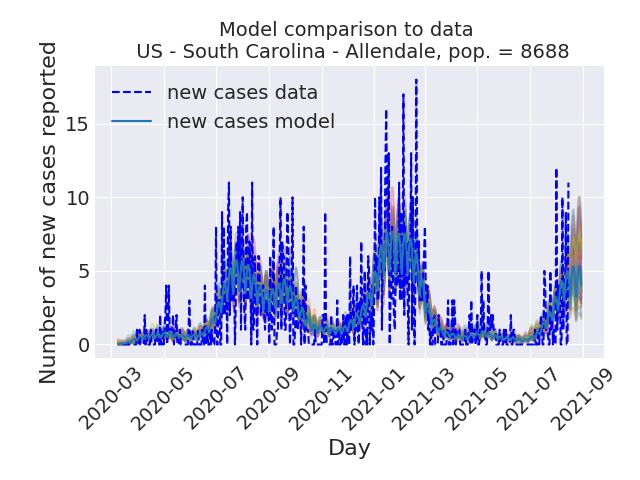 Model comparison to data
US - South Carolina - Allendale, pop. = 8688
new cases data
new cases model
Number of new cases reported
15
10
5
0
2020-03
2020-05
2020-07
2020-09
2020-11
2021-01
2021-03
2021-05
2021-07
2021-09
Day